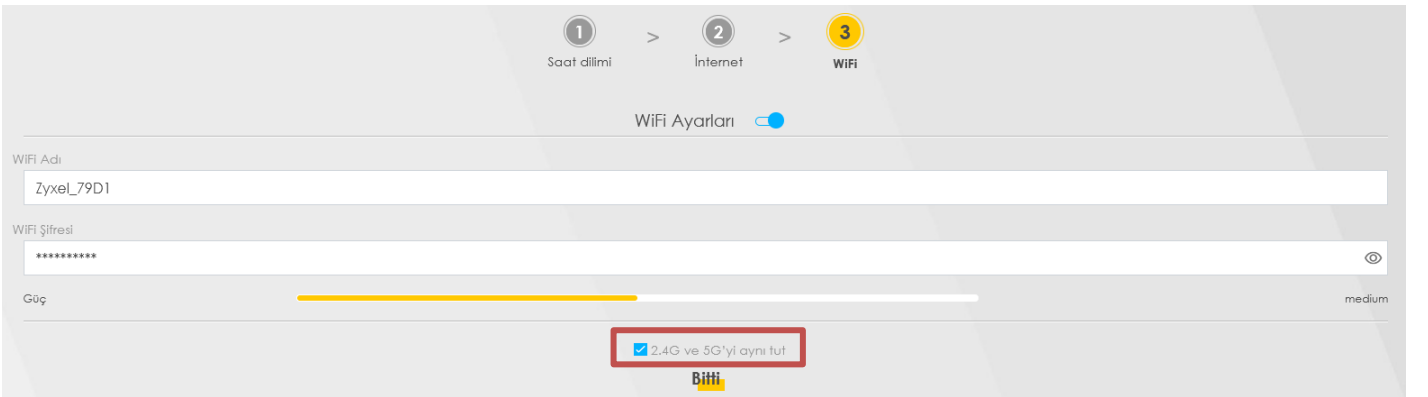 1 > 2 > 3
Saat dilimi İnternet WiFi
WiFi Ayarları
WiFi Adı
Zyxel_79D1
WiFi Şifresi
**********
Güç medium
2.4G ve 5G'yi aynı tut
Bitti